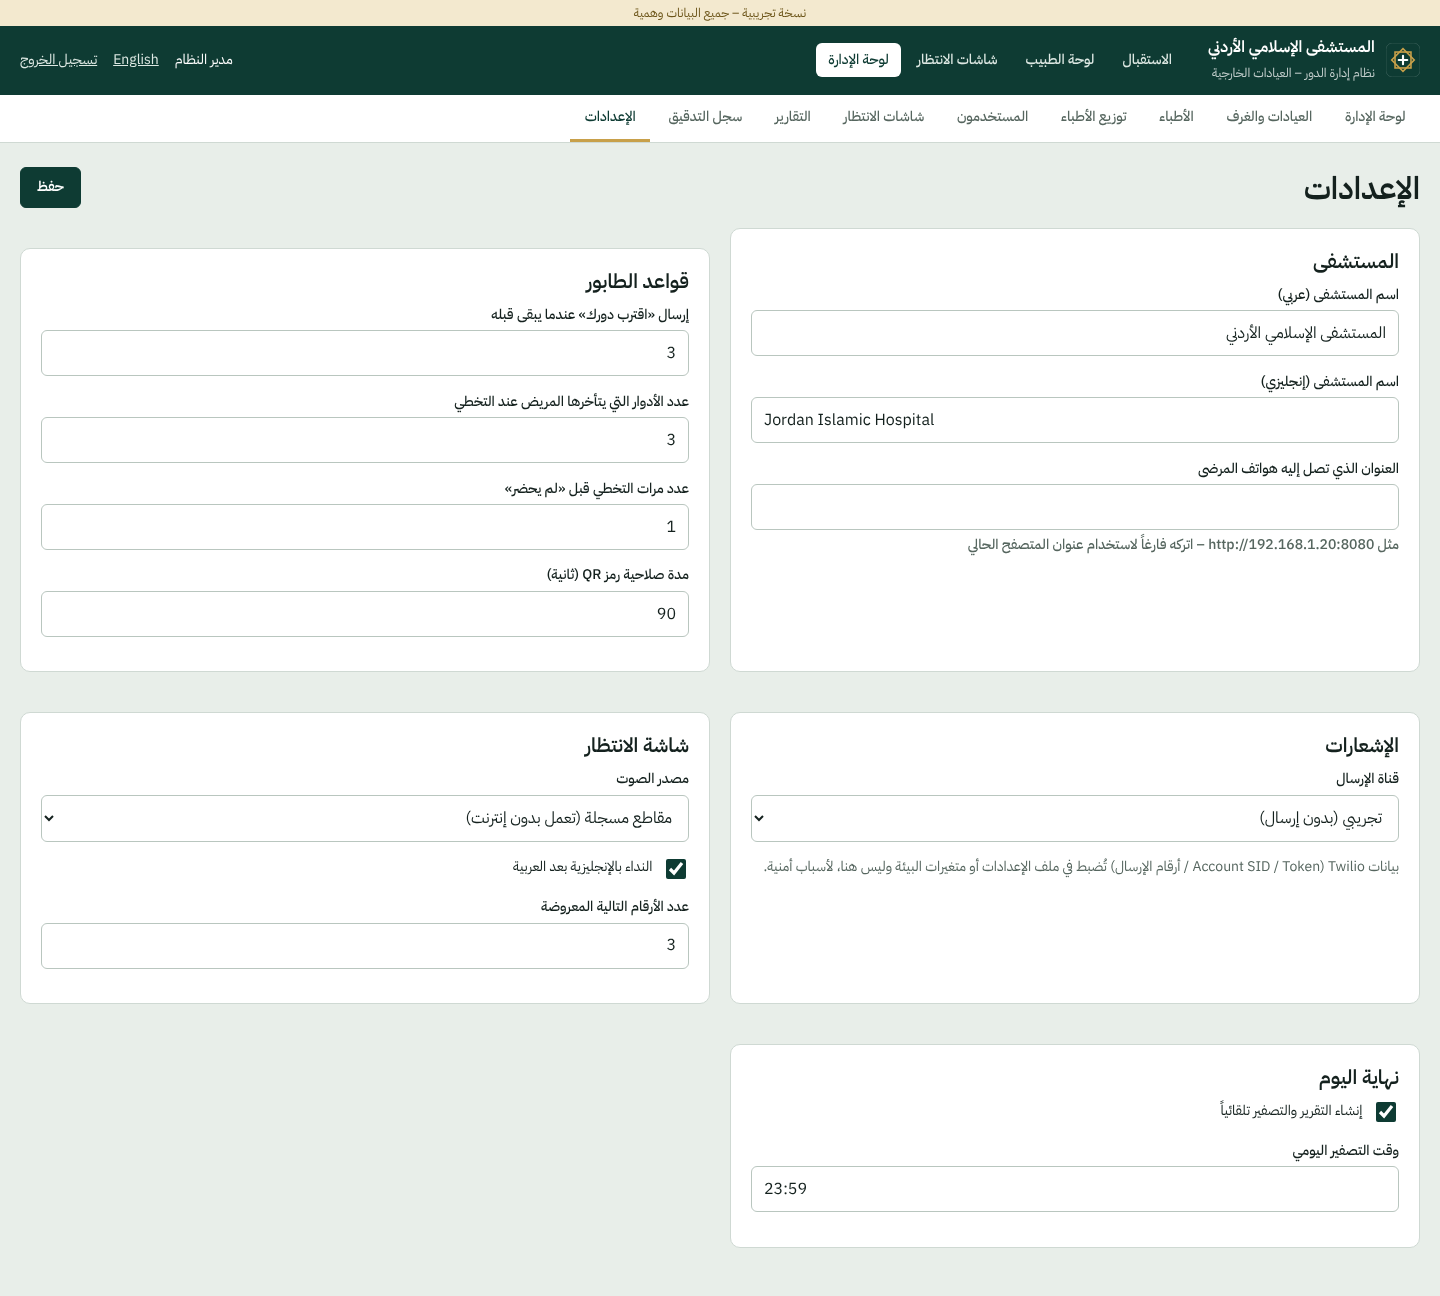 نسخة تجريبية – جميع البيانات وهمية
المستشفى الإسلامي الأردني
نظام إدارة الدور – العيادات الخارجية
الاستقبال
لوحة الطبيب
شاشات الانتظار
لوحة الإدارة
مدير النظام
English
تسجيل الخروج
لوحة الإدارة
العيادات والغرف
الأطباء
توزيع الأطباء
المستخدمون
شاشات الانتظار
التقارير
سجل التدقيق
الإعدادات
الإعدادات
حفظ
المستشفى
اسم المستشفى (عربي)
المستشفى الإسلامي الأردني
اسم المستشفى (إنجليزي)
Jordan Islamic Hospital
العنوان الذي تصل إليه هواتف المرضى
مثل http://192.168.1.20:8080 – اتركه فارغاً لاستخدام عنوان المتصفح الحالي
قواعد الطابور
إرسال «اقترب دورك» عندما يبقى قبله
3
عدد الأدوار التي يتأخرها المريض عند التخطي
3
عدد مرات التخطي قبل «لم يحضر»
1
مدة صلاحية رمز QR (ثانية)
90
الإشعارات
قناة الإرسال
تجريبي (بدون إرسال)
بيانات Twilio (Account SID / Token / أرقام الإرسال) تُضبط في ملف الإعدادات أو متغيرات البيئة وليس هنا، لأسباب أمنية.
شاشة الانتظار
مصدر الصوت
مقاطع مسجلة (تعمل بدون إنترنت)
النداء بالإنجليزية بعد العربية
عدد الأرقام التالية المعروضة
3
نهاية اليوم
إنشاء التقرير والتصفير تلقائياً
وقت التصفير اليومي
23:59